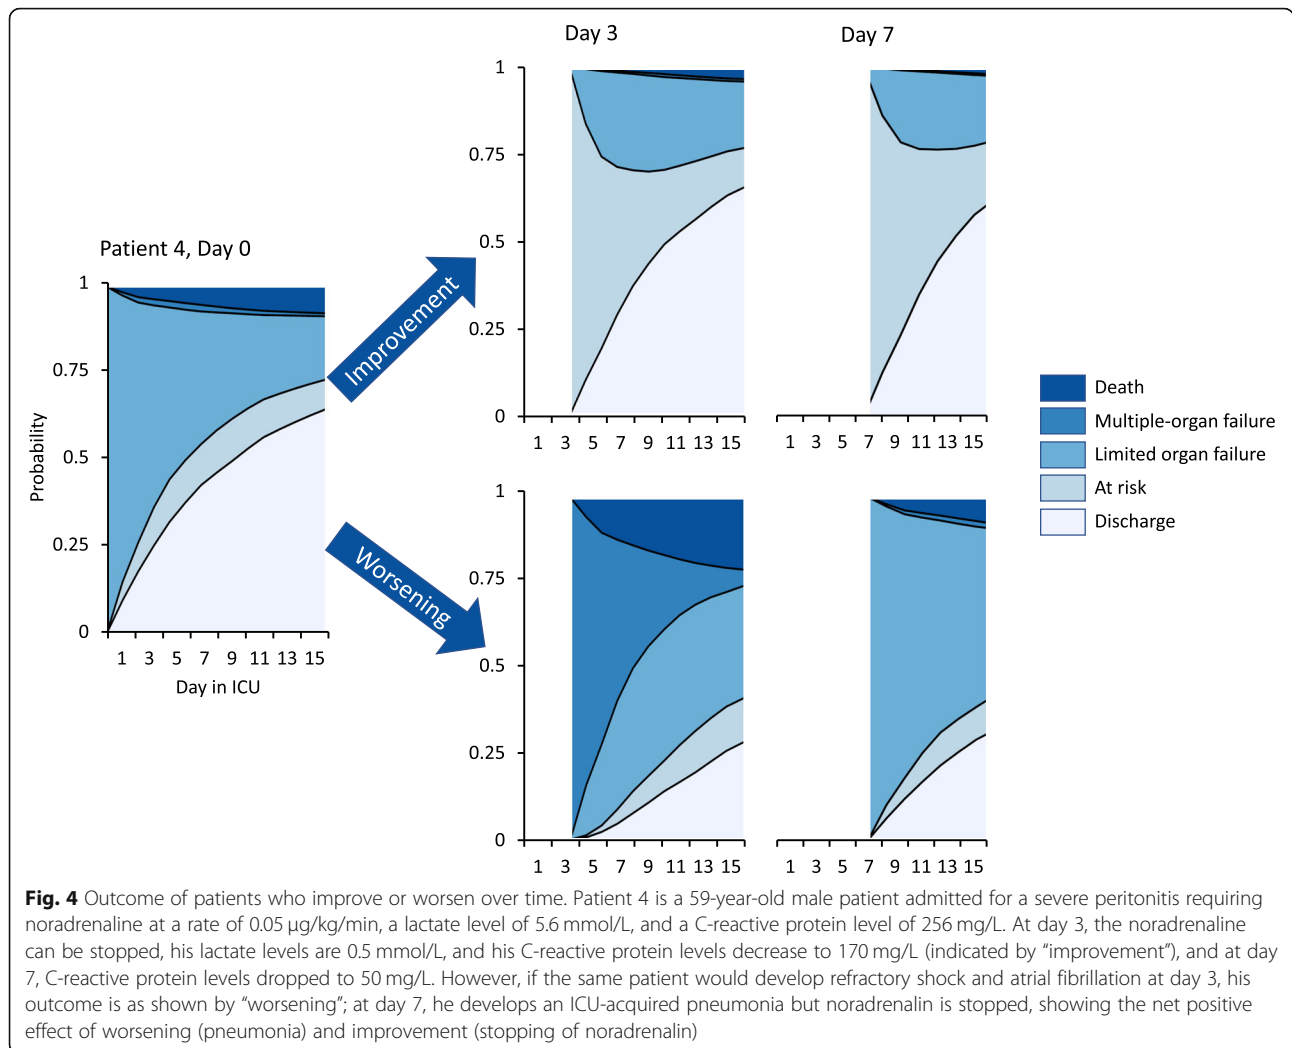 Day 3
Day 7
Patient 4, Day 0
1
0.75
0.5
0.25
0
Probability
1 3 5 7 9 11 13 15
Day in ICU
Improvement
Worsening
1
0.75
0.5
0.25
0
1 3 5 7 9 11 13 15
1 3 5 7 9 11 13 15
1
0.75
0.5
0.25
0
1 3 5 7 9 11 13 15
1 3 5 7 9 11 13 15
Death
Multiple-organ failure
Limited organ failure
At risk
Discharge
Fig. 4 Outcome of patients who improve or worsen over time. Patient 4 is a 59-year-old male patient admitted for a severe peritonitis requiring
noradrenaline at a rate of 0.05 μg/kg/min, a lactate level of 5.6 mmol/L, and a C-reactive protein level of 256 mg/L. At day 3, the noradrenaline
can be stopped, his lactate levels are 0.5 mmol/L, and his C-reactive protein levels decrease to 170 mg/L (indicated by “improvement”), and at day
7, C-reactive protein levels dropped to 50 mg/L. However, if the same patient would develop refractory shock and atrial fibrillation at day 3, his
outcome is as shown by “worsening”; at day 7, he develops an ICU-acquired pneumonia but noradrenalin is stopped, showing the net positive
effect of worsening (pneumonia) and improvement (stopping of noradrenalin)